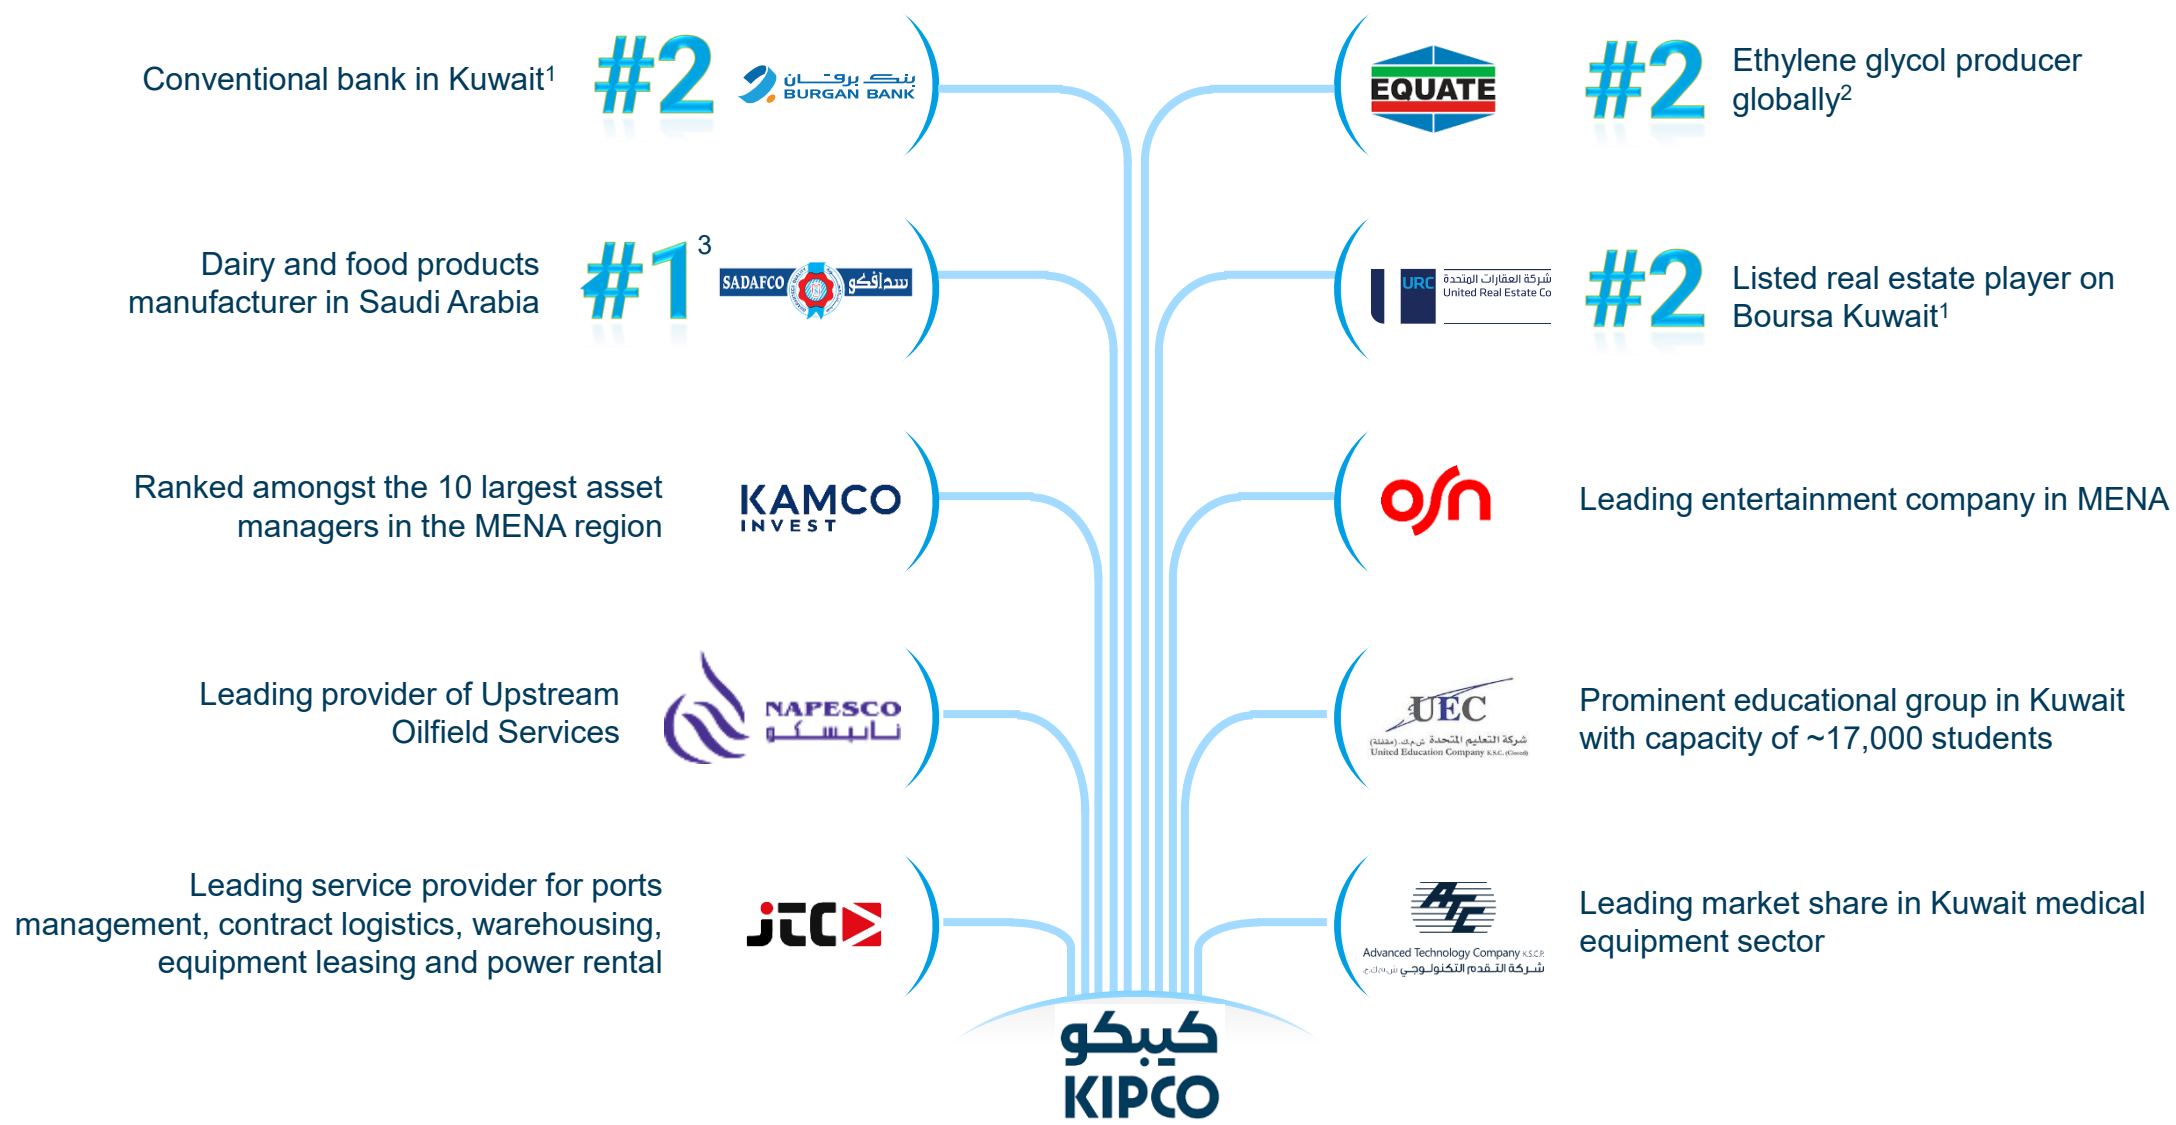 Conventional bank in Kuwait1
#2
بنك برقان
BURGAN BANK
EQUATE
#2
Ethylene glycol producer
globally2
Dairy and food products
manufacturer in Saudi Arabia
#1 3
SADAFCO سدافكو
URC
شركة العقارات المتحدة
United Real Estate Co
#2
Listed real estate player on
Boursa Kuwait1
Ranked amongst the 10 largest asset
managers in the MENA region
KAMCO
INVEST
osn
Leading entertainment company in MENA
Leading provider of Upstream
Oilfield Services
NAPESCO
نابيسكو
UEC
شركة التعليم المتحدة ش.م.ك. (مقفلة)
United Education Company K.S.C. (Closed)
Prominent educational group in Kuwait
with capacity of ~17,000 students
Leading service provider for ports
management, contract logistics, warehousing,
equipment leasing and power rental
JTC
ATC
Advanced Technology Company K.S.C.P.
شركة التقدم التكنولوجي ش.م.ك.ع.
Leading market share in Kuwait medical
equipment sector
كيبكو
KIPCO